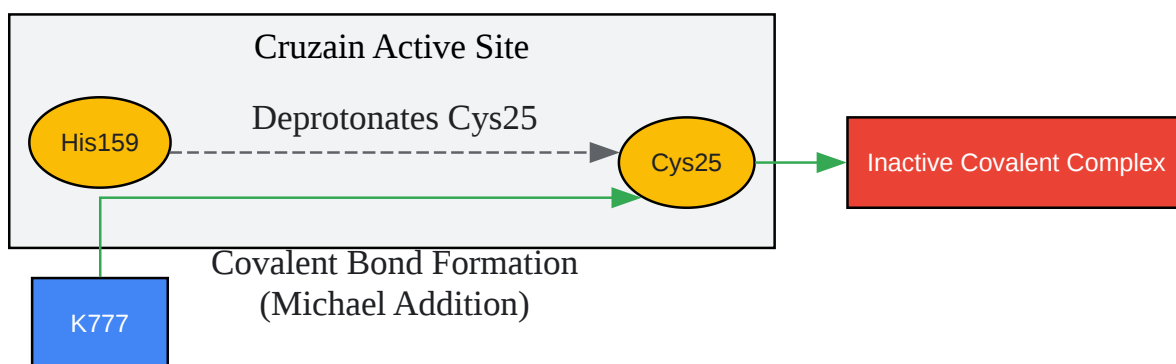 Cruzain Active Site
Deprotonates Cys25
His159
Cys25
Inactive Covalent Complex
Covalent Bond Formation
(Michael Addition)
K777